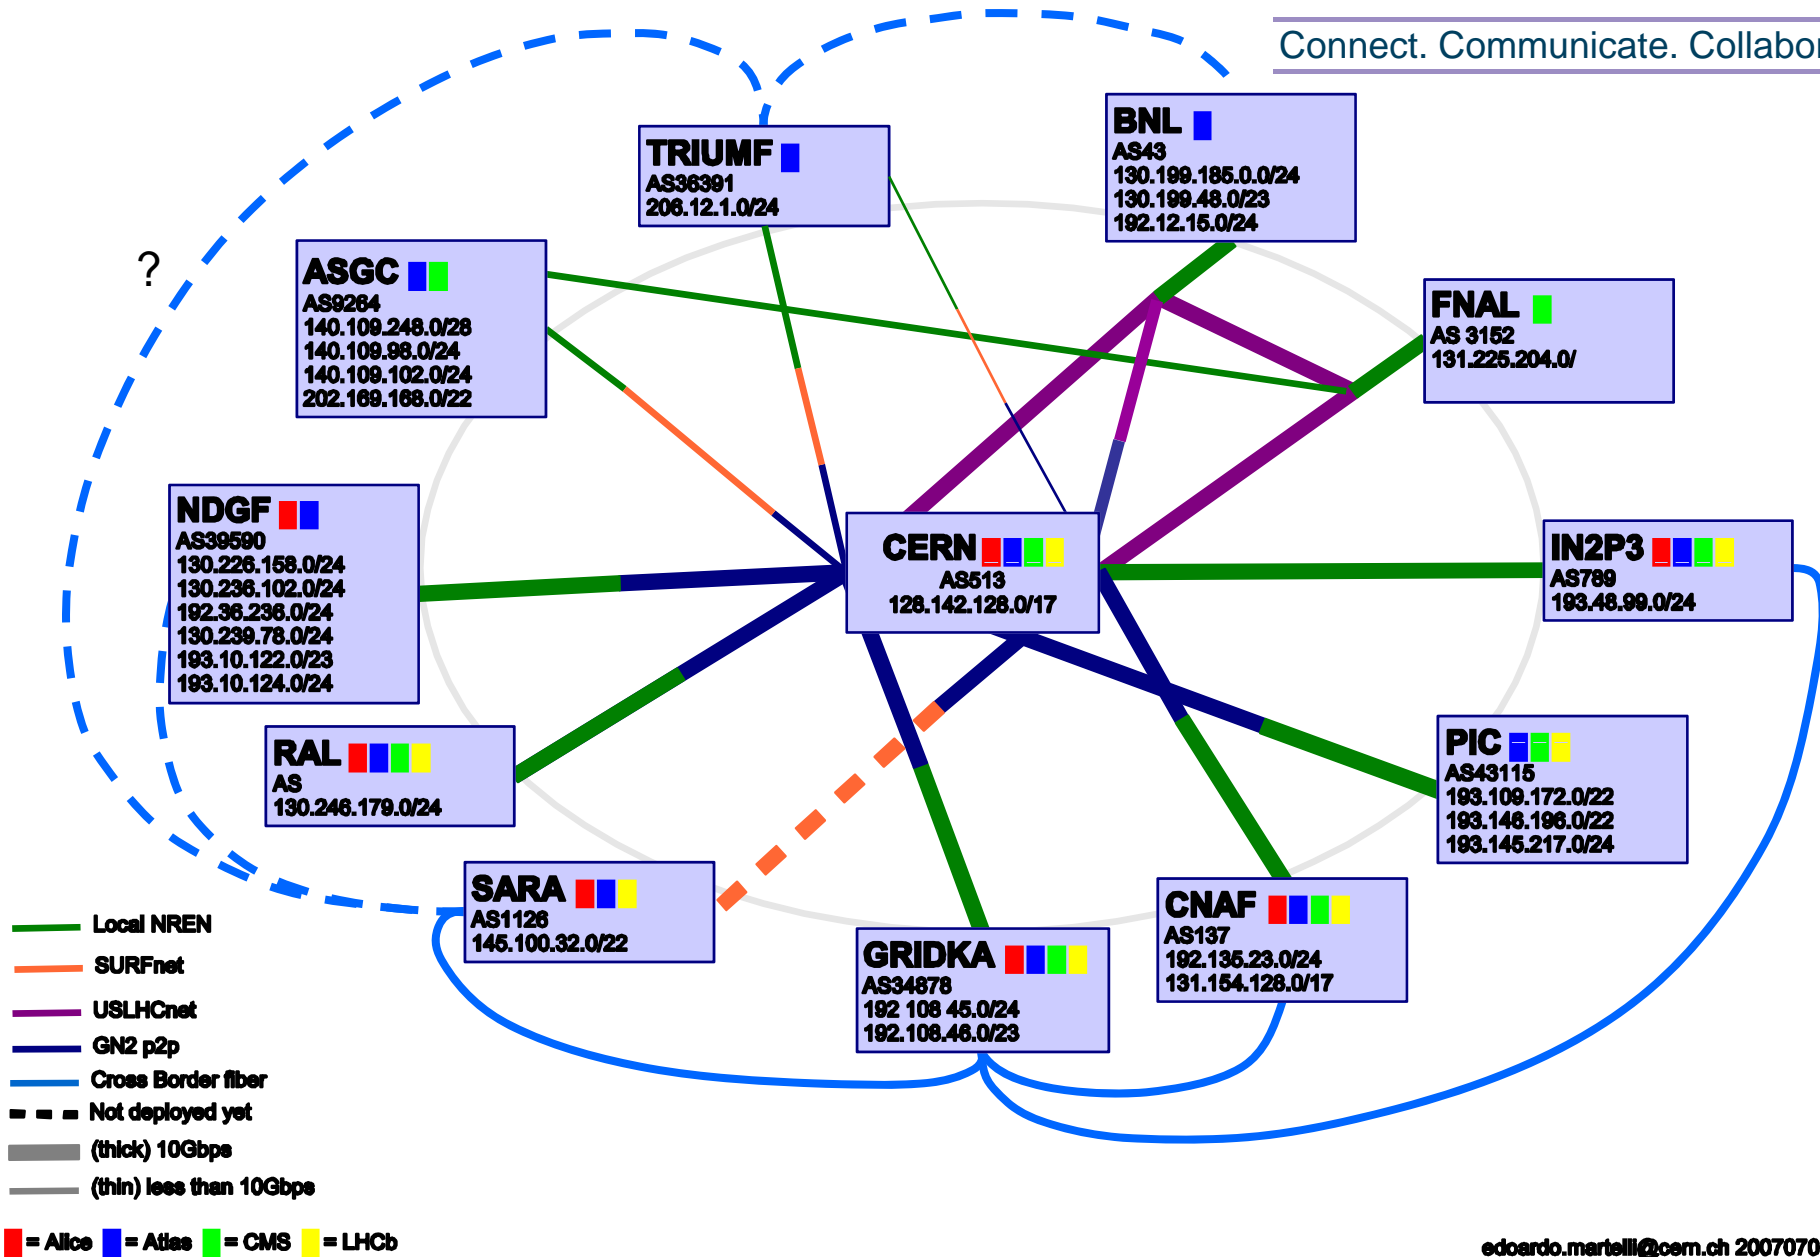 Connect. Communicate. Collabor
TRIUMF
AS36391
206.12.1.0/24
BNL
AS43
130.199.185.0.0/24
130.199.48.0/23
192.12.15.0/24
?
ASGC
AS9264
140.109.248.0/28
140.109.98.0/24
140.109.102.0/24
202.169.168.0/22
FNAL
AS 3152
131.225.204.0/
NDGF
AS39590
130.226.158.0/24
130.236.102.0/24
192.36.236.0/24
130.239.78.0/24
193.10.122.0/23
193.10.124.0/24
CERN
AS513
128.142.128.0/17
IN2P3
AS789
193.48.99.0/24
RAL
AS
130.246.179.0/24
PIC
AS43115
193.109.172.0/22
193.146.196.0/22
193.145.217.0/24
SARA
AS1126
145.100.32.0/22
GRIDKA
AS34878
192 108 45.0/24
192.108.46.0/23
CNAF
AS137
192.135.23.0/24
131.154.128.0/17
Local NREN
SURFnet
USLHCnet
GN2 p2p
Cross Border fiber
Not deployed yet
(thick) 10Gbps
(thin) less than 10Gbps
= Alice = Atlas = CMS = LHCb
edoardo.martelli@cern.ch 2007070